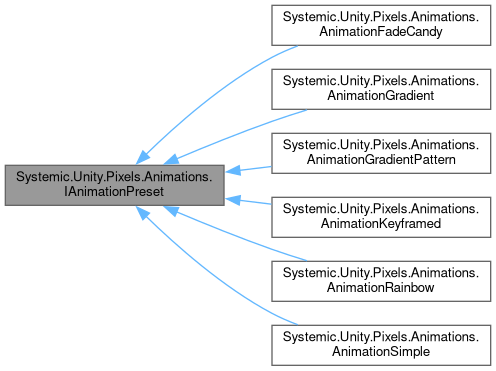 Systemic.Unity.Pixels.Animations.
AnimationFadeCandy
Systemic.Unity.Pixels.Animations.
AnimationGradient
Systemic.Unity.Pixels.Animations.
AnimationGradientPattern
Systemic.Unity.Pixels.Animations.
IAnimationPreset
Systemic.Unity.Pixels.Animations.
AnimationKeyframed
Systemic.Unity.Pixels.Animations.
AnimationRainbow
Systemic.Unity.Pixels.Animations.
AnimationSimple